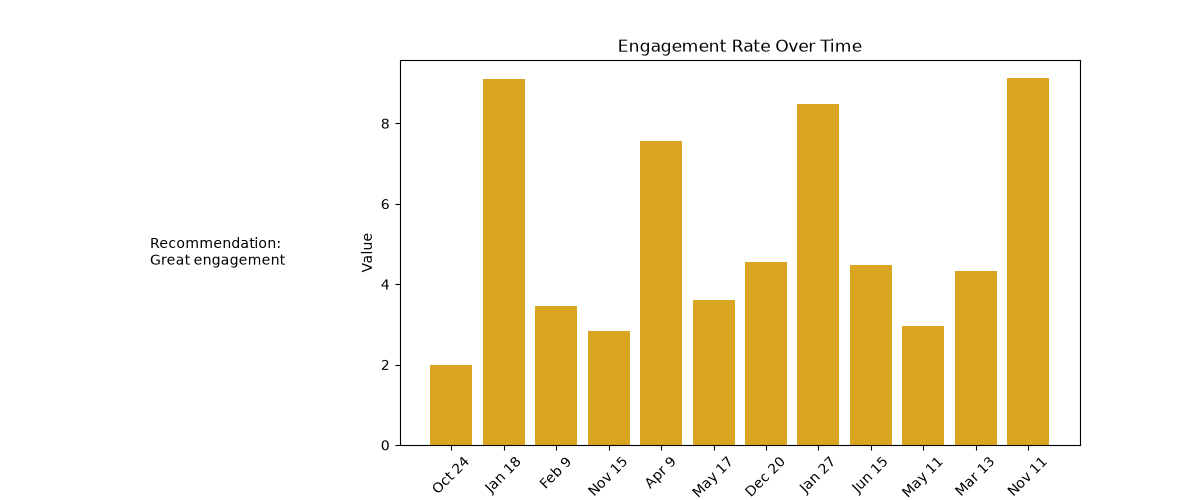 Engagement Rate Over Time
Recommendation:
Great engagement
Value
8
6
4
2
0
Oct 24
Jan 18
Feb 9
Nov 15
Apr 9
May 17
Dec 20
Jan 27
Jun 15
May 11
Mar 13
Nov 11